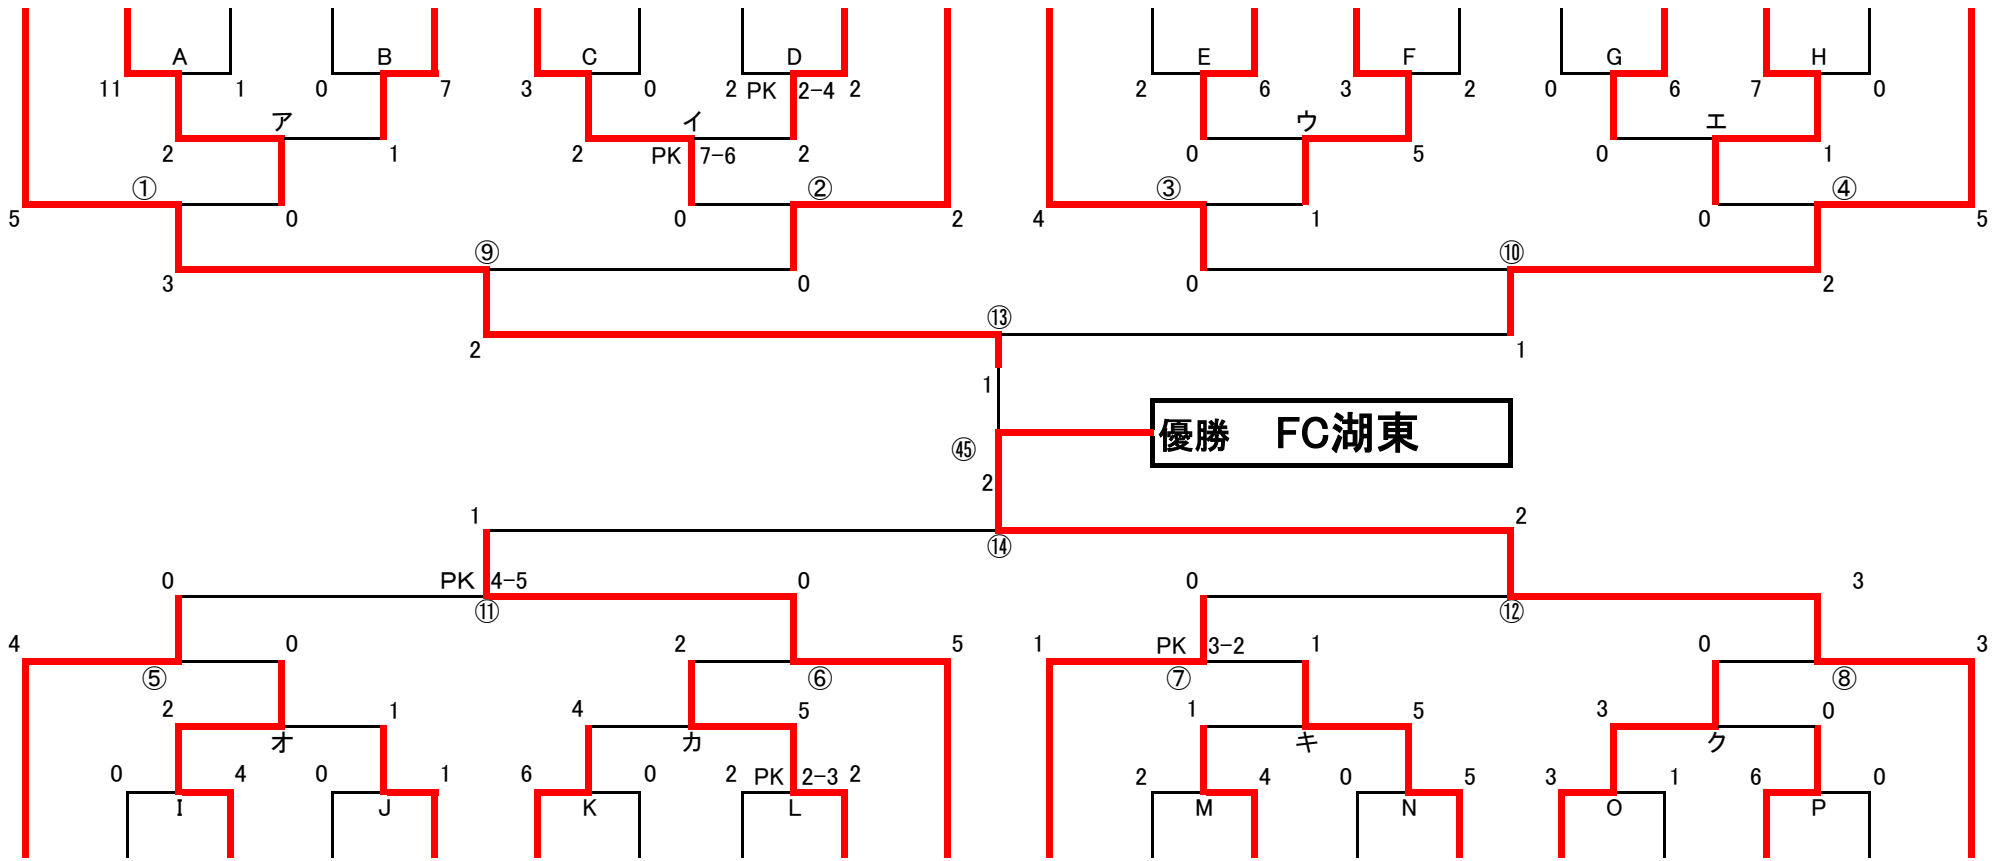 A B C D E F G H
11 1 0 7 3 0 2 PK 2-4 2 2 6 3 2 0 6 7 0
ア イ ウ エ
2 1 2 PK 7-6 2 0 5 0 1
① ② ③ ④
5 0 0 2 4 1 0 5
⑨ ⑩
3 0 0 2
⑬
2 1
1
優勝 FC湖東
㊺
2
1 2
⑭
0 PK 4-5 0 0 3
⑪ ⑫
4 0 2 5 1 PK 3-2 1 0 3
⑤ ⑥ ⑦ ⑧
2 1 4 5 1 5 3 0
オ カ キ ク
0 4 0 1 6 0 2 PK 2-3 2 2 4 0 5 3 1 6 0
I J K L M N O P